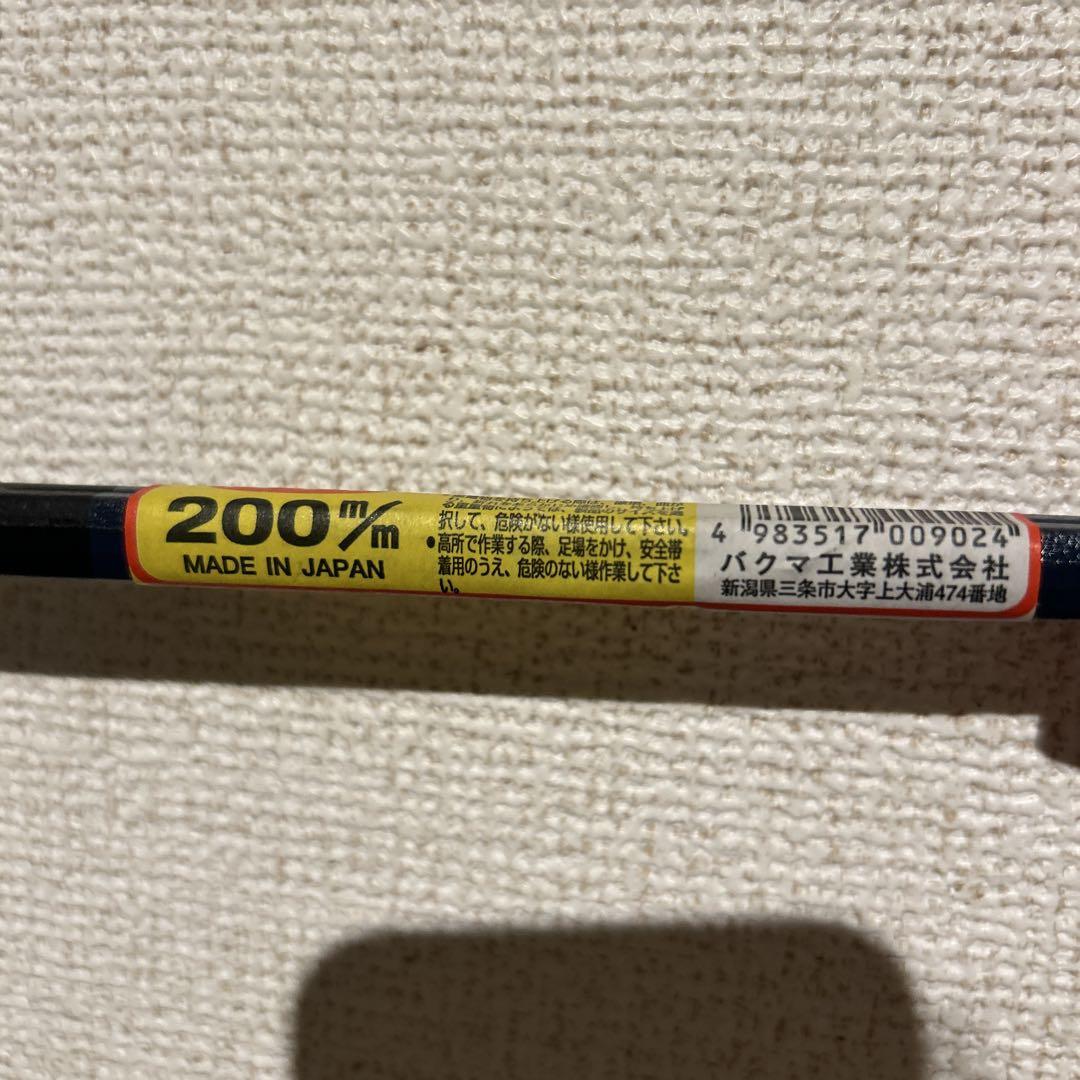 200m/m
MADE IN JAPAN
択して、危険がない様使用して下さい。
●高所で作業する際、足場をかけ、安全帯
着用のうえ、危険のない様作業して下さ
い。
4 983517 009024
バクマ工業株式会社
新潟県三条市大字上大浦474番地